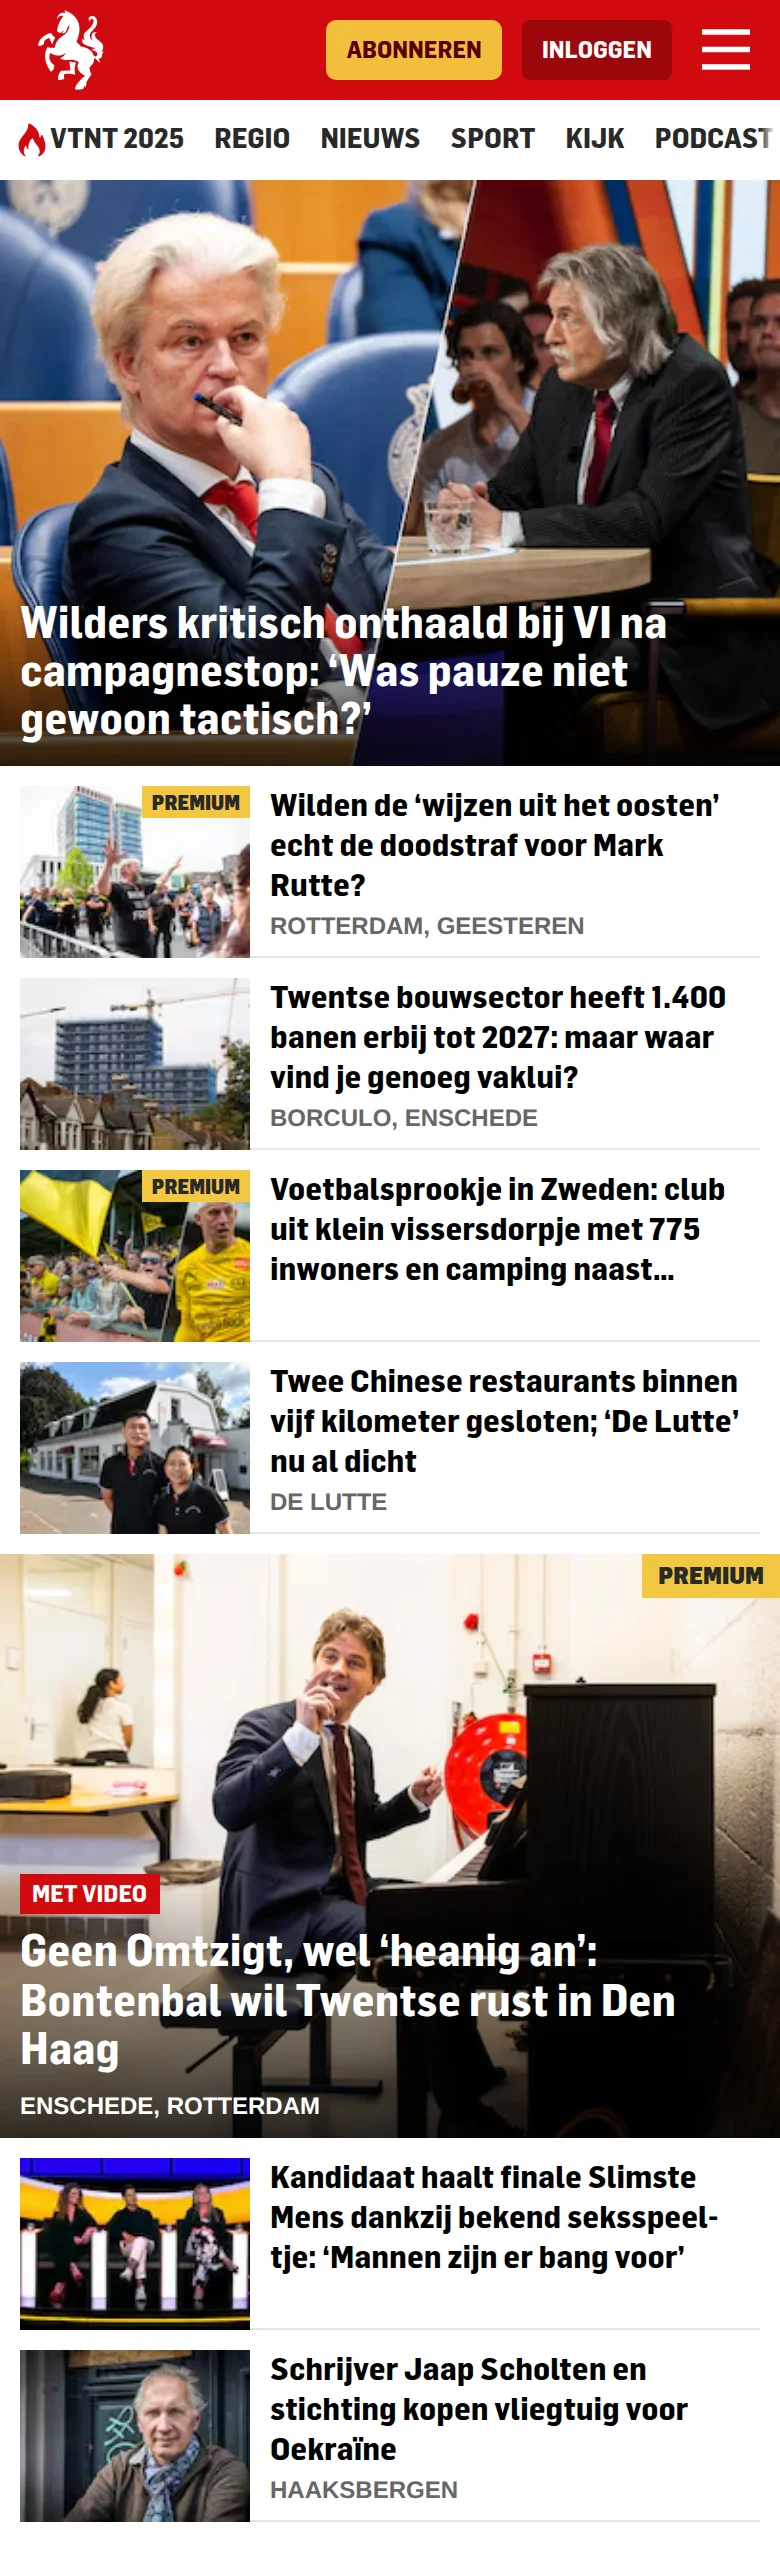 ABONNEREN
INLOGGEN
VTNT 2025
REGIO
NIEUWS
SPORT
KIJK
PODCAST
Wilders kritisch onthaald bij VI na
campagnestop: ‘Was pauze niet
gewoon tactisch?’
PREMIUM
Wilden de ‘wijzen uit het oosten’
echt de doodstraf voor Mark
Rutte?
ROTTERDAM, GEESTEREN
Twentse bouwsector heeft 1.400
banen erbij tot 2027: maar waar
vind je genoeg vaklui?
BORCULO, ENSCHEDE
PREMIUM
Voetbalsprookje in Zweden: club
uit klein vissersdorpje met 775
inwoners en camping naast...
Twee Chinese restaurants binnen
vijf kilometer gesloten; ‘De Lutte’
nu al dicht
DE LUTTE
PREMIUM
MET VIDEO
Geen Omtzigt, wel ‘heanig an’:
Bontenbal wil Twentse rust in Den
Haag
ENSCHEDE, ROTTERDAM
Kandidaat haalt finale Slimste
Mens dankzij bekend seksspeel-
tje: ‘Mannen zijn er bang voor’
Schrijver Jaap Scholten en
stichting kopen vliegtuig voor
Oekraïne
HAAKSBERGEN